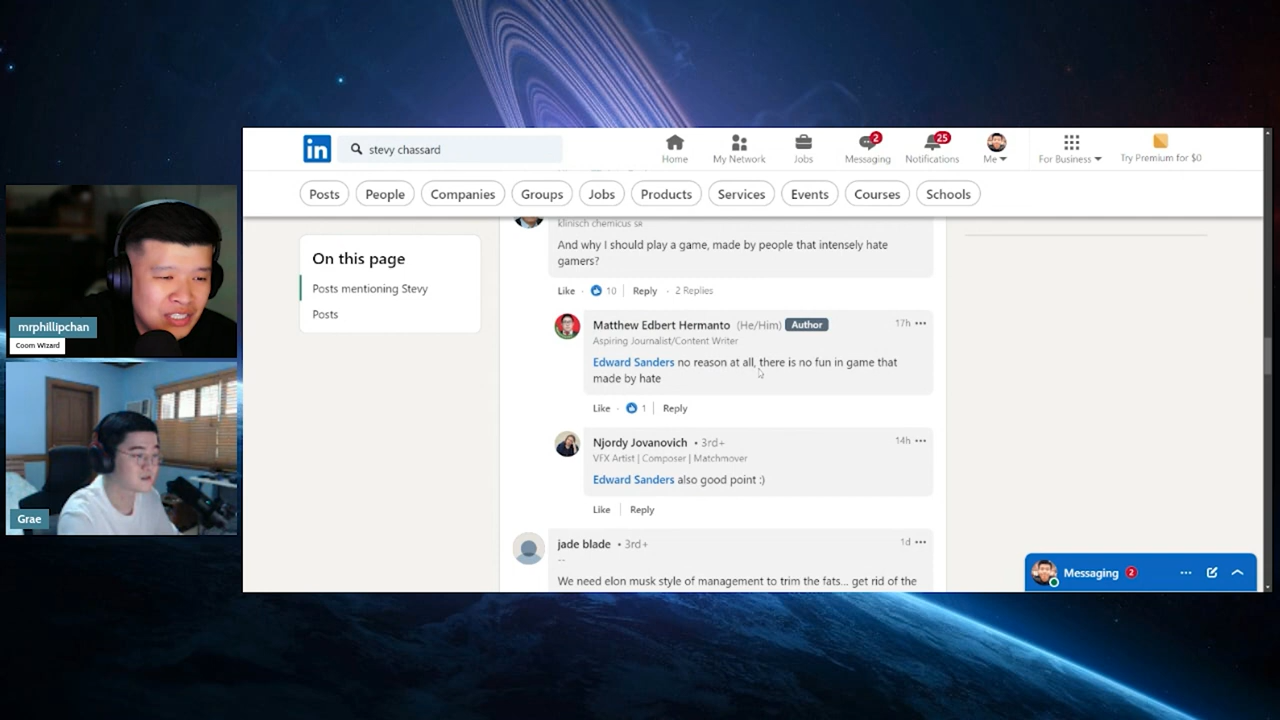 in
stevy chassard
Home
My Network
Jobs
2
Messaging
25
Notifications
Me
For Business
Try Premium for $0
Posts
People
Companies
Groups
Jobs
Products
Services
Events
Courses
Schools
On this page
Posts mentioning Stevy
Posts
klinisch chemicus sr
And why I should play a game, made by people that intensely hate
gamers?
Like · 10 | Reply · 2 Replies
Matthew Edbert Hermanto (He/Him) Author 17h
Aspiring Journalist/Content Writer
Edward Sanders no reason at all, there is no fun in game that
made by hate
Like · 1 | Reply
Njordy Jovanovich • 3rd+ 14h
VFX Artist | Composer | Matchmover
Edward Sanders also good point :)
Like | Reply
jade blade • 3rd+ 1d
--
We need elon musk style of management to trim the fats... get rid of the
Messaging 2
mrphillipchan
Coom Wizard
Grae